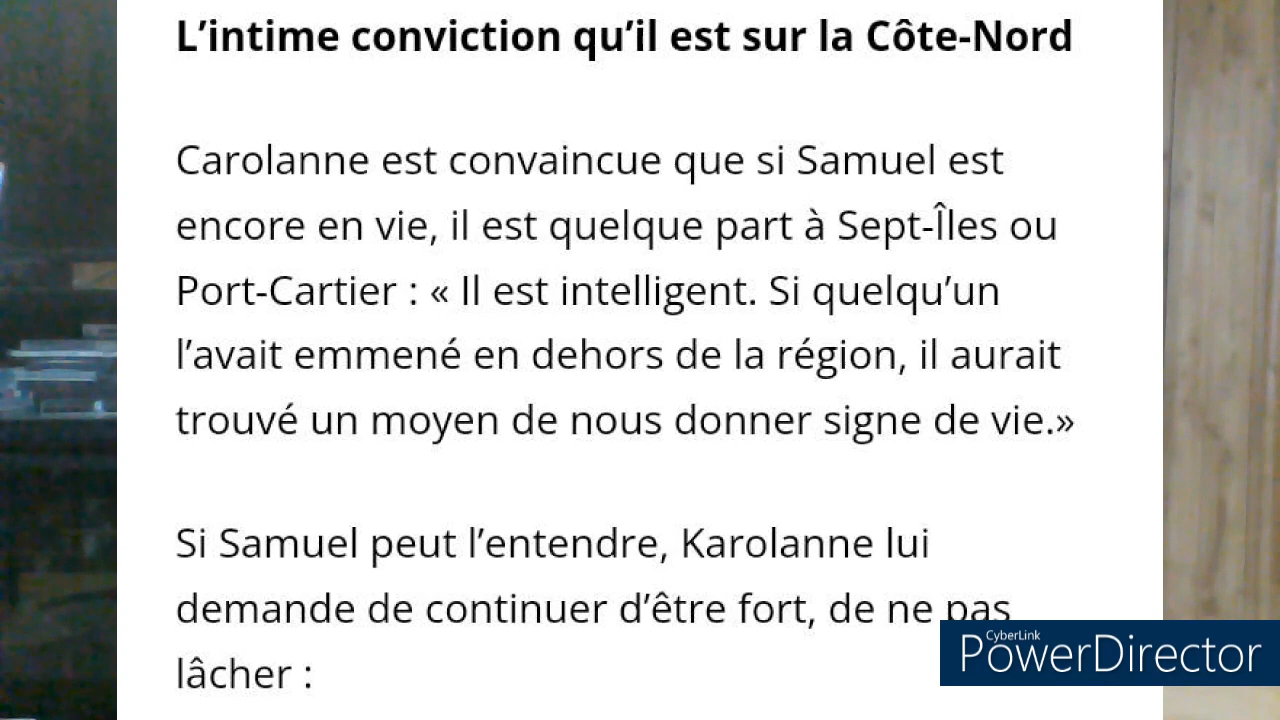 L’intime conviction qu’il est sur la Côte-Nord
Carolanne est convaincue que si Samuel est
encore en vie, il est quelque part à Sept-Îles ou
Port-Cartier : « Il est intelligent. Si quelqu’un
l’avait emmené en dehors de la région, il aurait
trouvé un moyen de nous donner signe de vie.»
Si Samuel peut l’entendre, Karolanne lui
demande de continuer d’être fort, de ne pas
lâcher :
CyberLink
PowerDirector